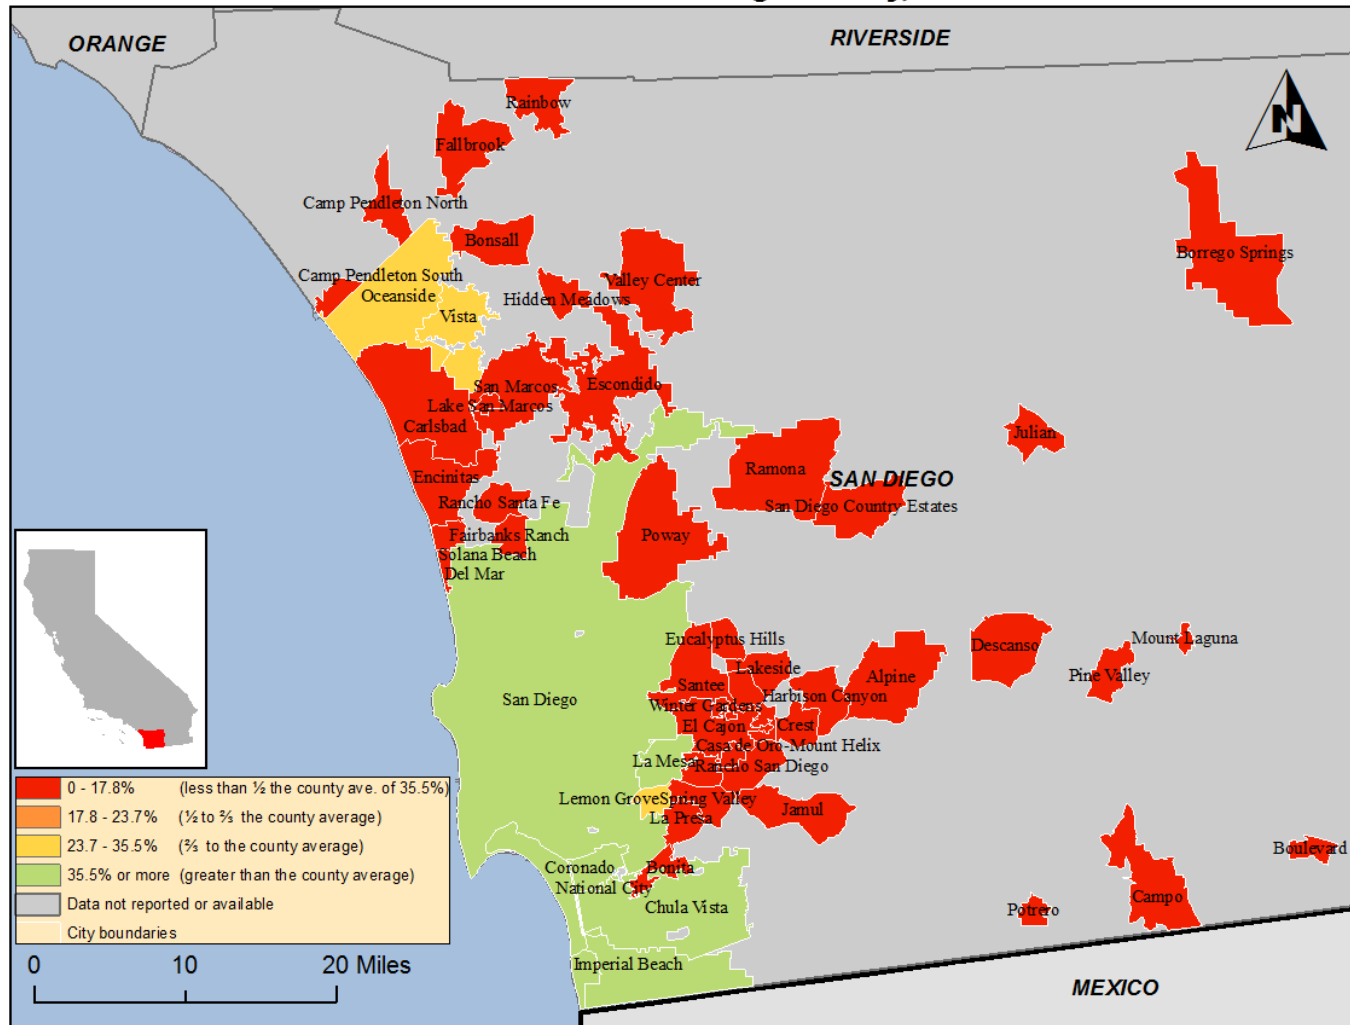 ORANGE
RIVERSIDE
Rainbow
N
Fallbrook
Camp Pendleton North
Bonsall
Borrego Springs
Camp Pendleton South
Valley Center
Oceanside
Hidden Meadows
Vista
San Marcos
Escondido
Lake San Marcos
Carlsbad
Julian
Encinitas
Ramona
SAN DIEGO
Rancho Santa Fe
San Diego Country Estates
Fairbanks Ranch
Poway
Solana Beach
Del Mar
Eucalyptus Hills
Mount Laguna
Descanso
Lakeside
Pine Valley
Alpine
Santee
Harbison Canyon
San Diego
Winter Gardens
El Cajon
Crest
Casa de Oro-Mount Helix
La Mesa
Rancho San Diego
Lemon Grove
Spring Valley
Jamul
La Presa
Boulevard
Coronado
Bonita
National City
Campo
Chula Vista
Potrero
Imperial Beach
MEXICO
0 - 17.8% (less than ½ the county ave. of 35.5%)
17.8 - 23.7% (½ to ⅔ the county average)
23.7 - 35.5% (⅔ to the county average)
35.5% or more (greater than the county average)
Data not reported or available
City boundaries
0 10 20 Miles